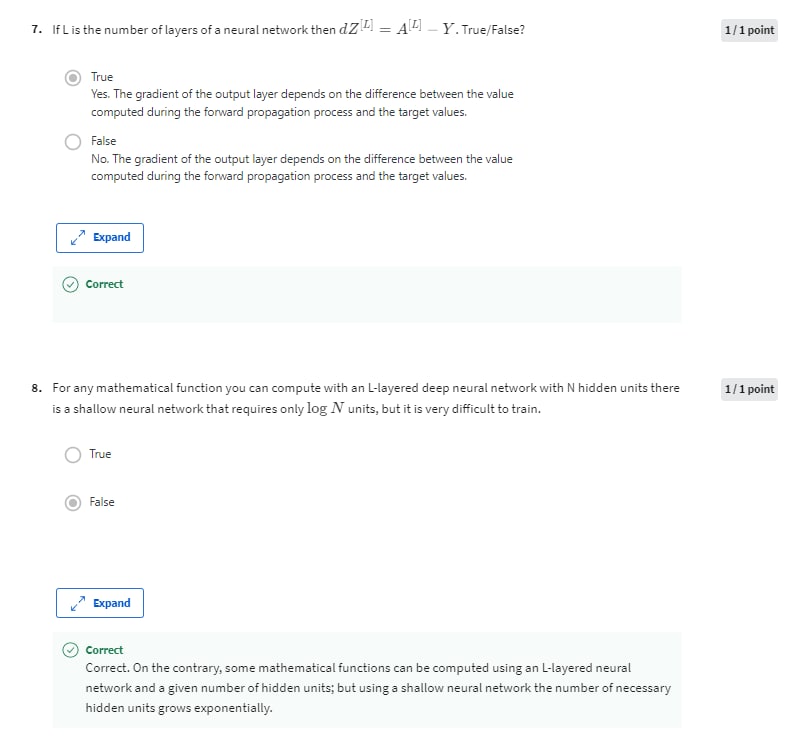 7. If L is the number of layers of a neural network then dZ^[L] = A^[L] − Y. True/False?
1 / 1 point
True
Yes. The gradient of the output layer depends on the difference between the value
computed during the forward propagation process and the target values.
False
No. The gradient of the output layer depends on the difference between the value
computed during the forward propagation process and the target values.
Expand
Correct
8. For any mathematical function you can compute with an L-layered deep neural network with N hidden units there
1 / 1 point
is a shallow neural network that requires only log N units, but it is very difficult to train.
True
False
Expand
Correct
Correct. On the contrary, some mathematical functions can be computed using an L-layered neural
network and a given number of hidden units; but using a shallow neural network the number of necessary
hidden units grows exponentially.